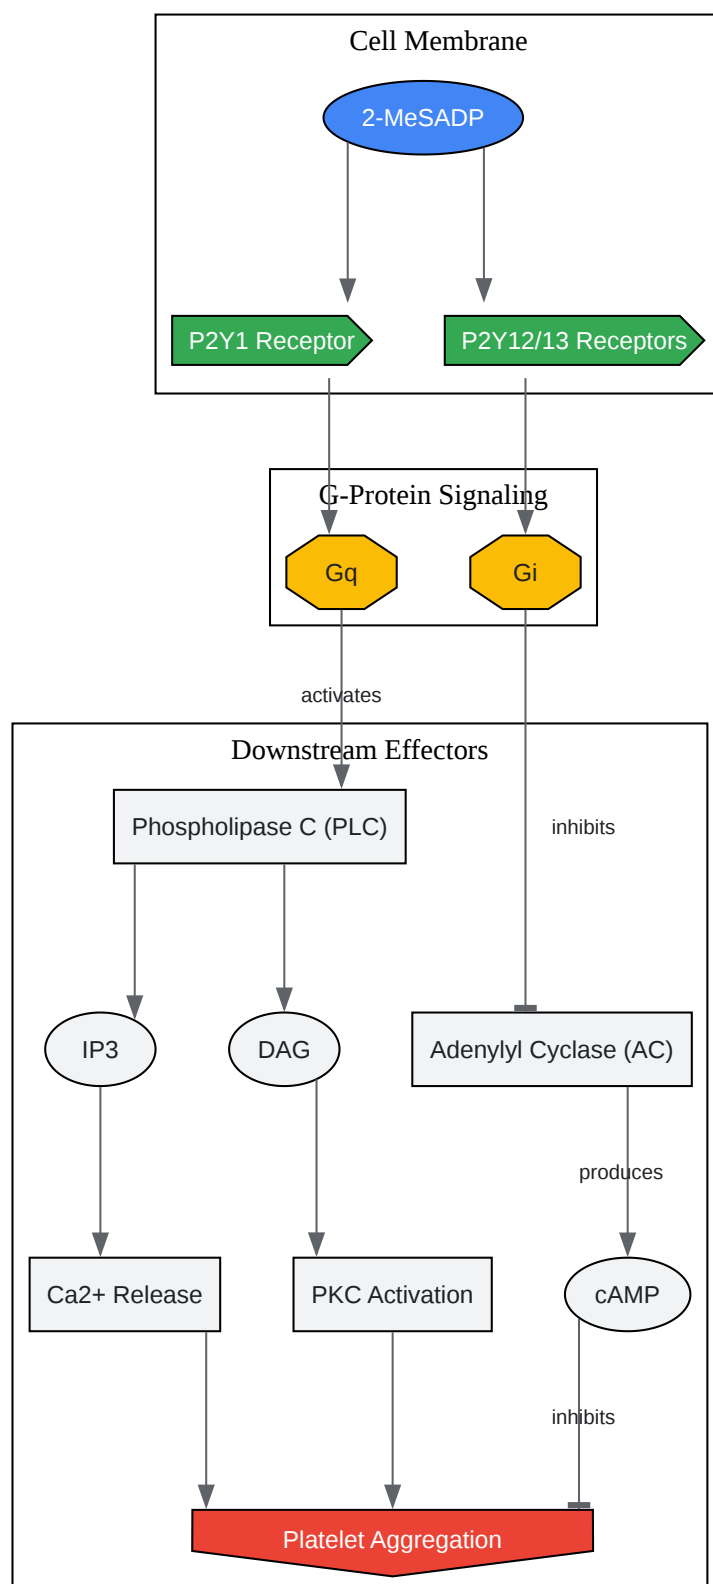 Cell Membrane
2-MeSADP
P2Y1 Receptor
P2Y12/13 Receptors
G-Protein Signaling
Gq
Gi
activates
Downstream Effectors
Phospholipase C (PLC)
inhibits
IP3
DAG
Adenylyl Cyclase (AC)
produces
Ca2+ Release
PKC Activation
cAMP
inhibits
Platelet Aggregation